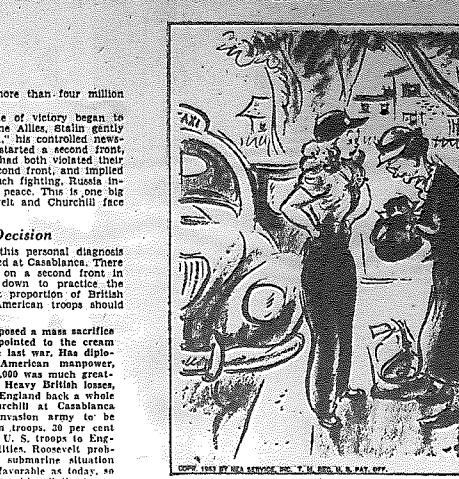 more than four million
e of victory began to
he Allies, Stalin gently
," his controlled news-
started a second front,
had both violated their
cond front, and implied
uch fighting, Russia in-
peace. This is one big
velt and Churchill face
Decision
this personal diagnosis
ed at Casablanca. There
on a second front in
down to practice the
proportion of British
American troops should
posed a mass sacrifice
pointed to the cream
last war. Has diplo-
American manpower,
,000 was much great-
Heavy British losses,
England back a whole
urchill at Casablanca
invasion army to be
n troops, 30 per cent
U. S. troops to Eng-
lities. Roosevelt prob-
submarine situation
favorable as today, so
TAXI
COPR. 1943 BY NEA SERVICE, INC. T. M. REG. U. S. PAT. OFF.